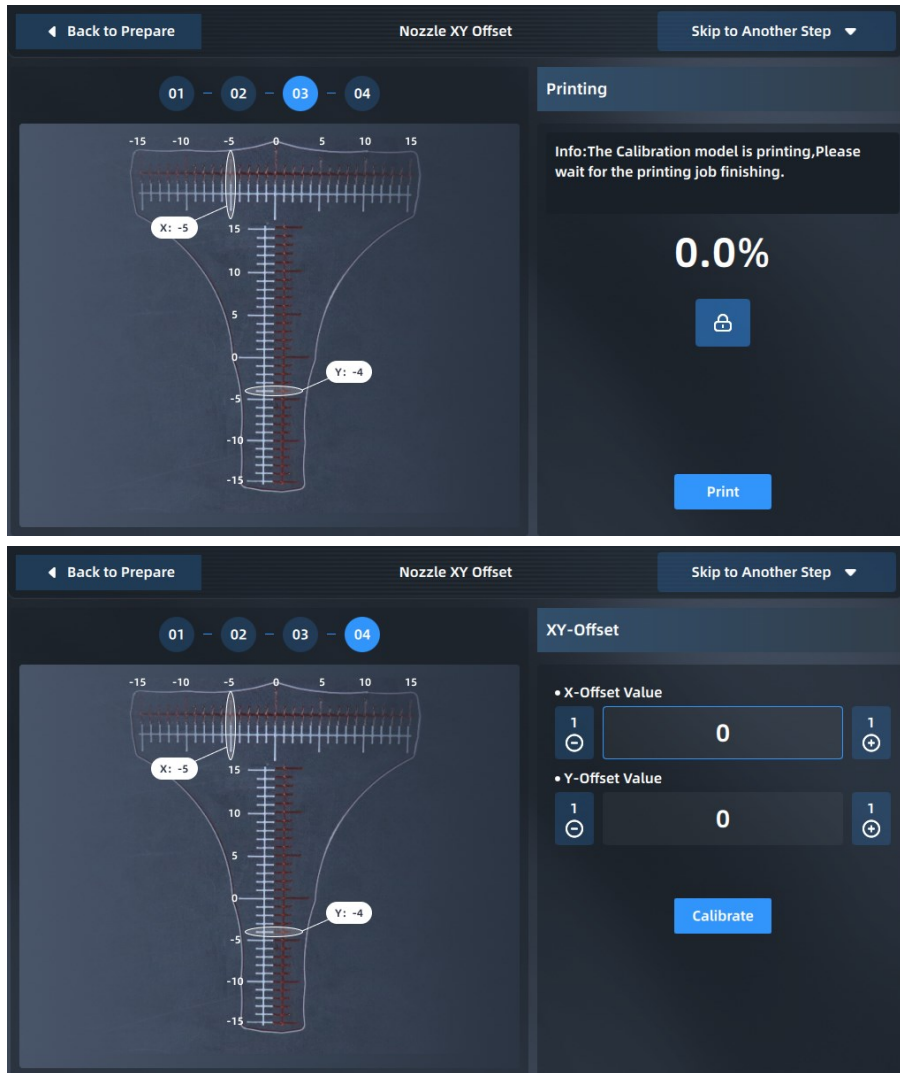 Back to Prepare
Nozzle XY Offset
Skip to Another Step
01 - 02 - 03 - 04
Printing
-15 -10 -5 0 5 10 15
Info:The Calibration model is printing,Please
wait for the printing job finishing.
X: -5
15
0.0%
10
5
0
Y: -4
-5
-10
-15
Print
Back to Prepare
Nozzle XY Offset
Skip to Another Step
01 - 02 - 03 - 04
XY-Offset
-15 -10 -5 0 5 10 15
• X-Offset Value
1
0
1
X: -5
15
• Y-Offset Value
10
1
0
1
5
0
Y: -4
-5
-10
-15
Calibrate